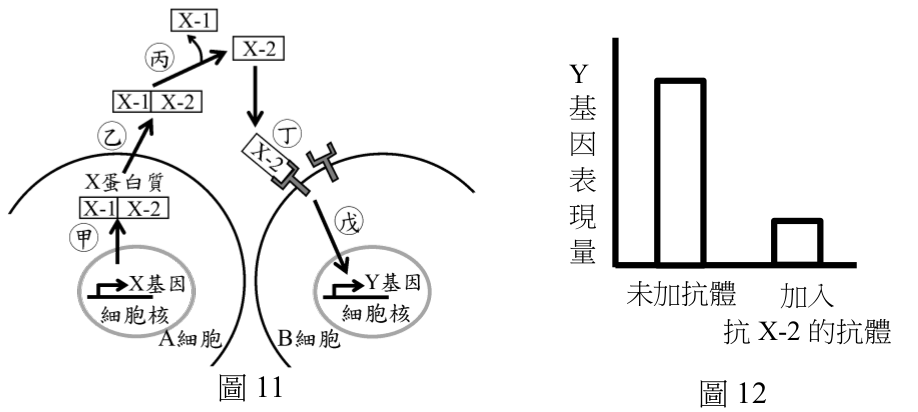 X-1
丙
X-2
X-1 X-2
乙
丁
X-2
X蛋白質
X-1 X-2
甲
戊
X基因
細胞核
A細胞
Y基因
細胞核
B細胞
圖 11
Y基因表現量
未加抗體
加入
抗 X-2 的抗體
圖 12